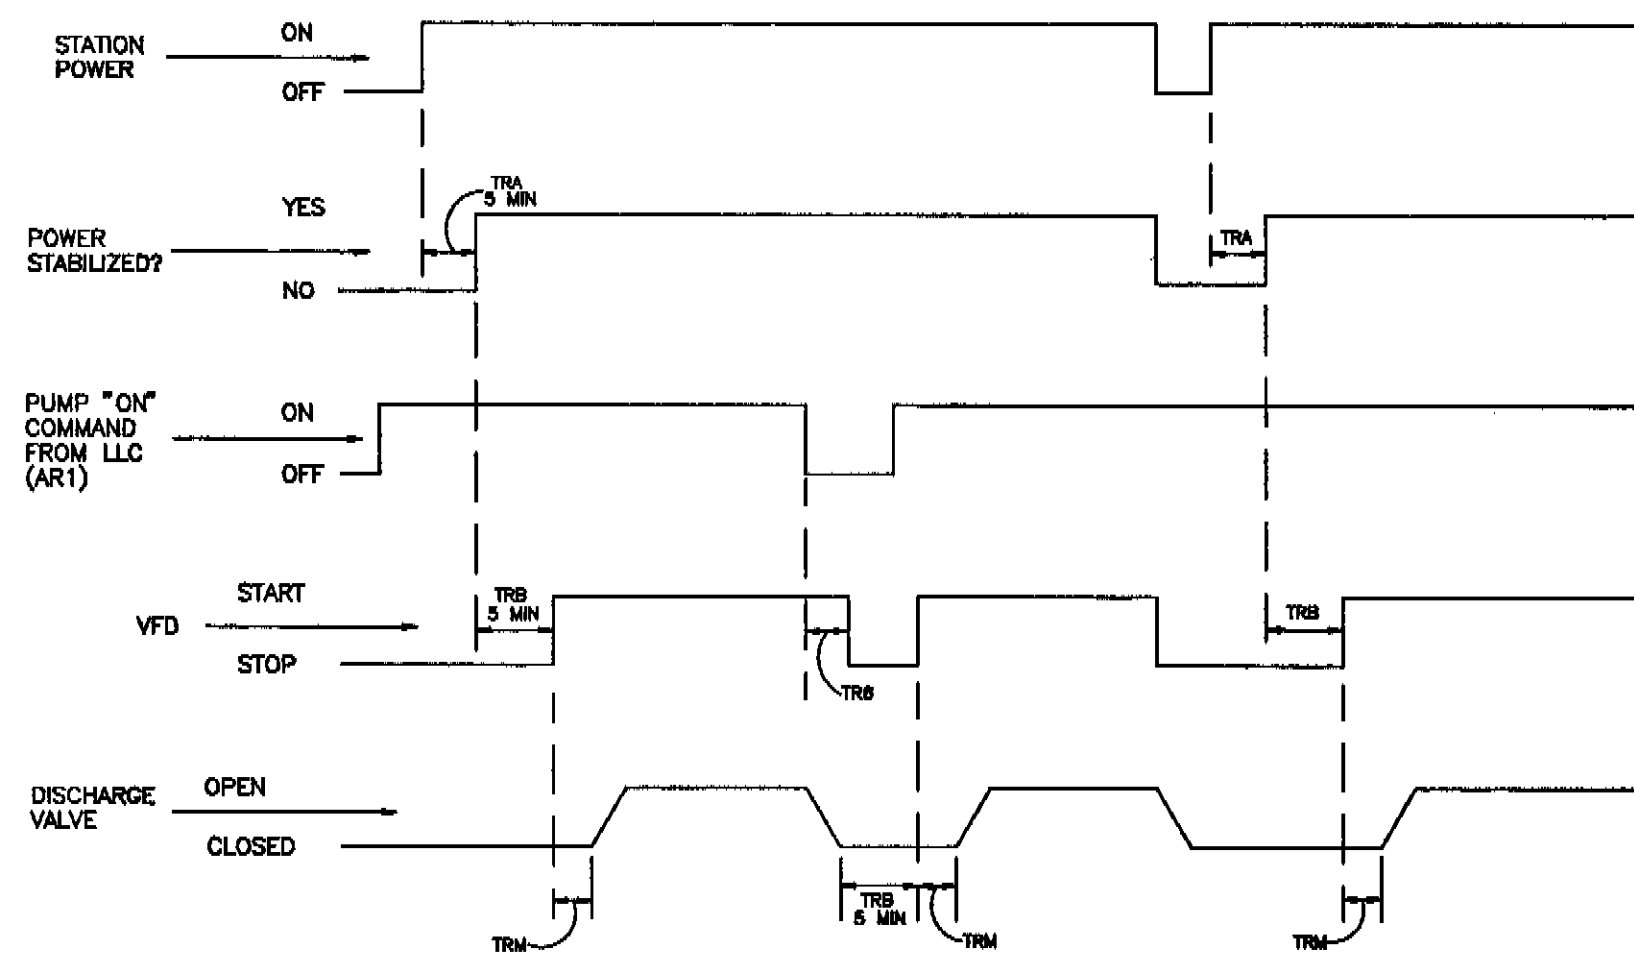 STATION
POWER
ON
OFF
TRA
5 MIN
YES
POWER
STABILIZED?
NO
TRA
PUMP "ON"
COMMAND
FROM LLC
(AR1)
ON
OFF
START
VFD
STOP
TRB
5 MIN
TR6
TRB
DISCHARGE
VALVE
OPEN
CLOSED
TRM
TRB
5 MIN
TRM
TRM